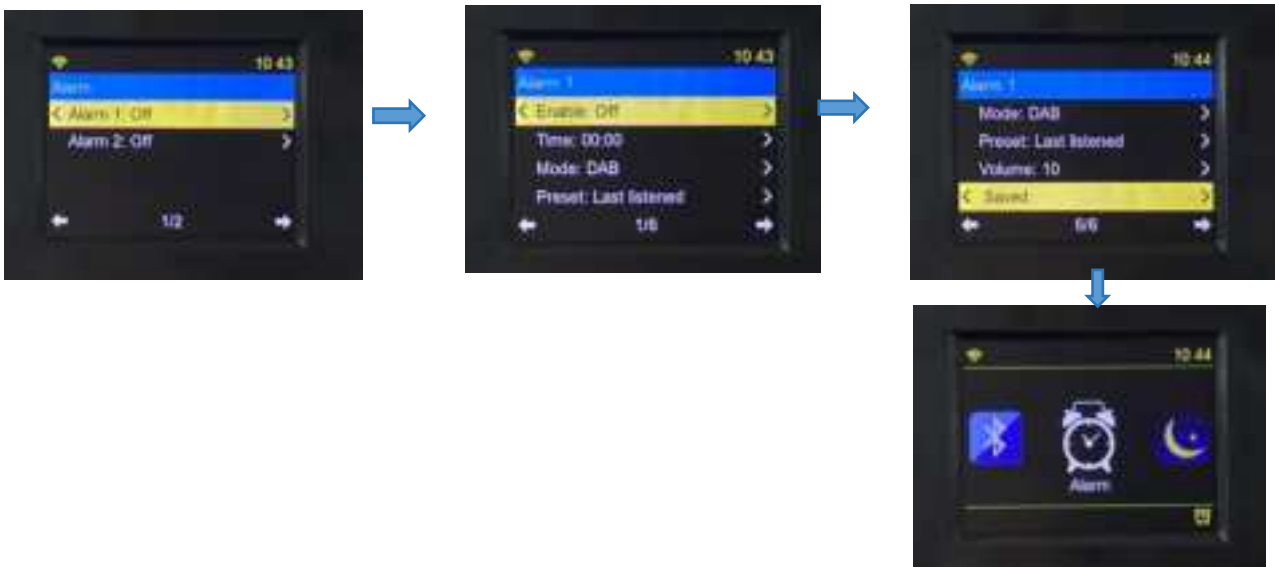 10:43
Alarm
< Alarm 1: Off >
Alarm 2: Off >
1/2
10:43
Alarm 1
< Enable: Off >
Time: 00:00 >
Mode: DAB >
Preset: Last listened >
1/6
10:44
Alarm 1
Mode: DAB >
Preset: Last listened >
Volume: 10 >
< Saved >
6/6
10:44
Alarm